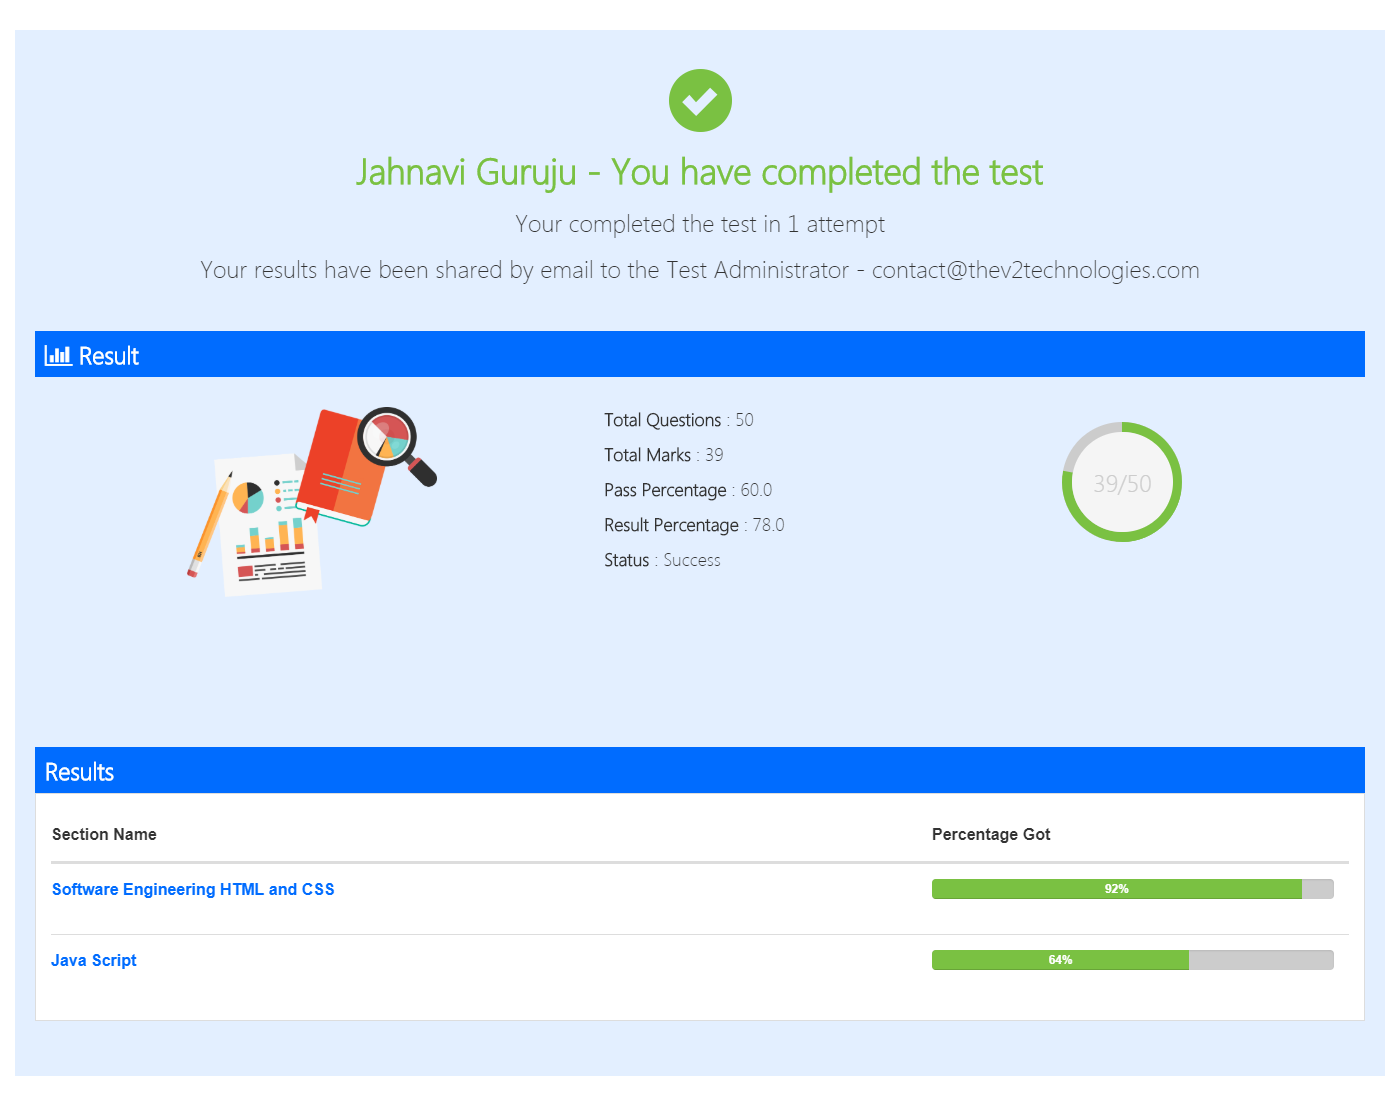 Jahnavi Guruju - You have completed the test
Your completed the test in 1 attempt
Your results have been shared by email to the Test Administrator - contact@thev2technologies.com
Result
Total Questions : 50
Total Marks : 39
Pass Percentage : 60.0
Result Percentage : 78.0
Status : Success
39/50
Results
Section Name Percentage Got
Software Engineering HTML and CSS 92%
Java Script 64%